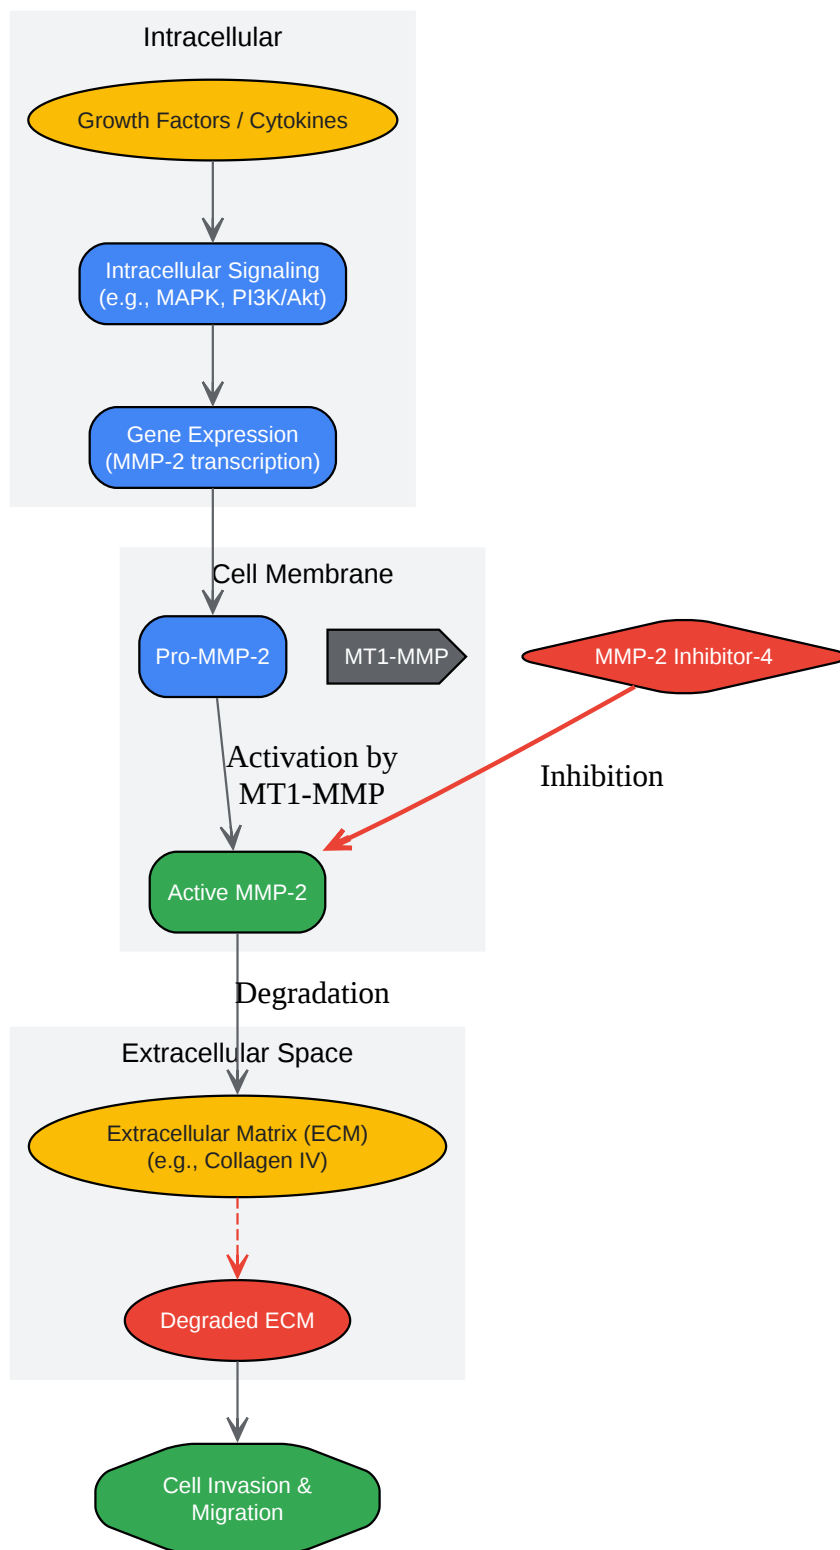 Intracellular
Growth Factors / Cytokines
Intracellular Signaling
(e.g., MAPK, PI3K/Akt)
Gene Expression
(MMP-2 transcription)
Cell Membrane
Pro-MMP-2
MT1-MMP
MMP-2 Inhibitor-4
Activation by
MT1-MMP
Inhibition
Active MMP-2
Degradation
Extracellular Space
Extracellular Matrix (ECM)
(e.g., Collagen IV)
Degraded ECM
Cell Invasion &
Migration